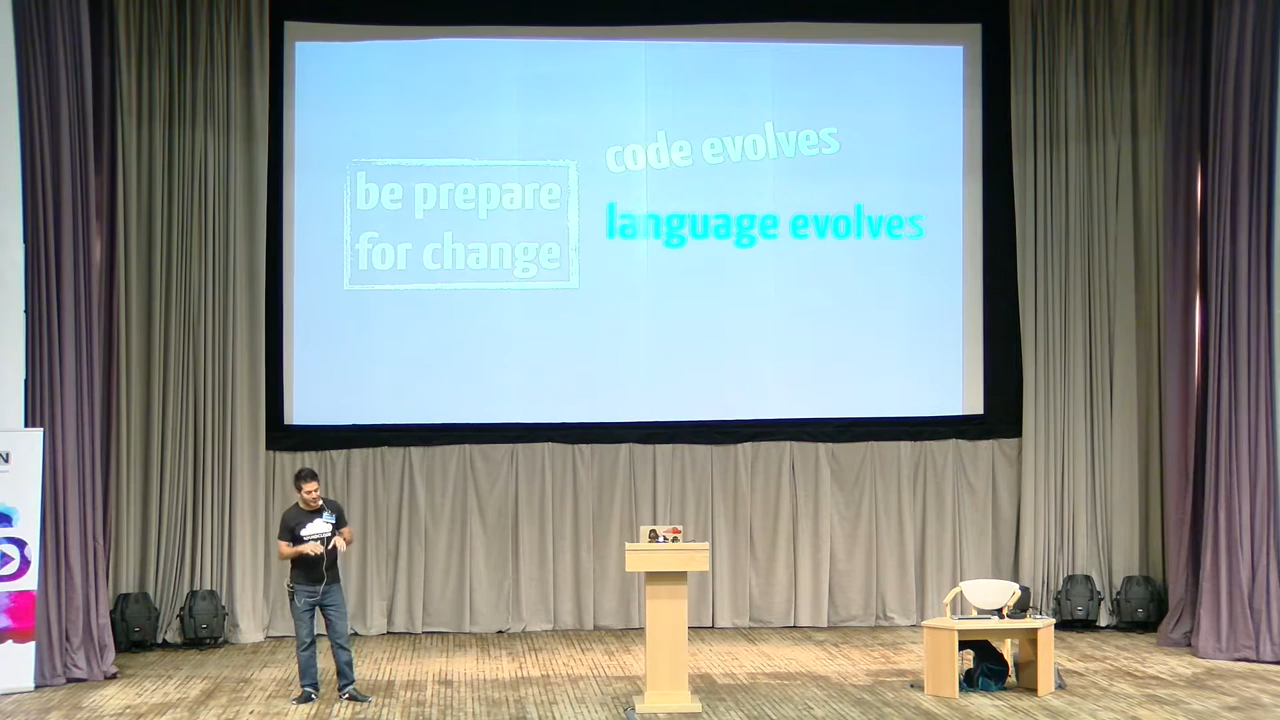 be prepare
for change
code evolves
language evolves
N